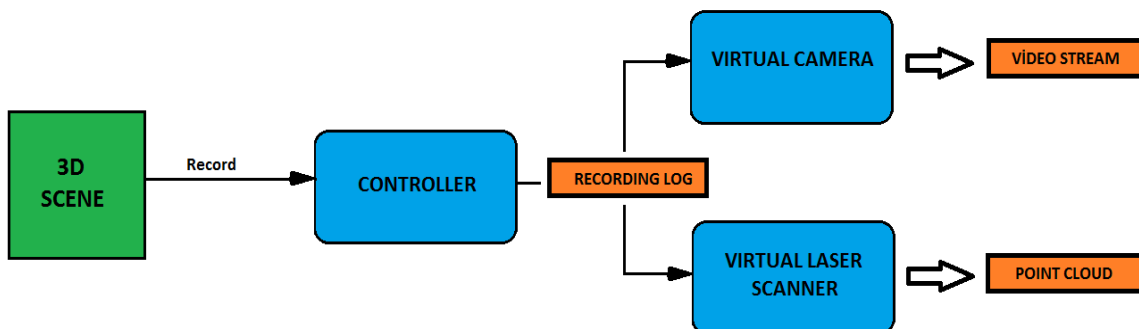 3D
SCENE
Record
CONTROLLER
RECORDING LOG
VIRTUAL CAMERA
VİDEO STREAM
VIRTUAL LASER
SCANNER
POINT CLOUD